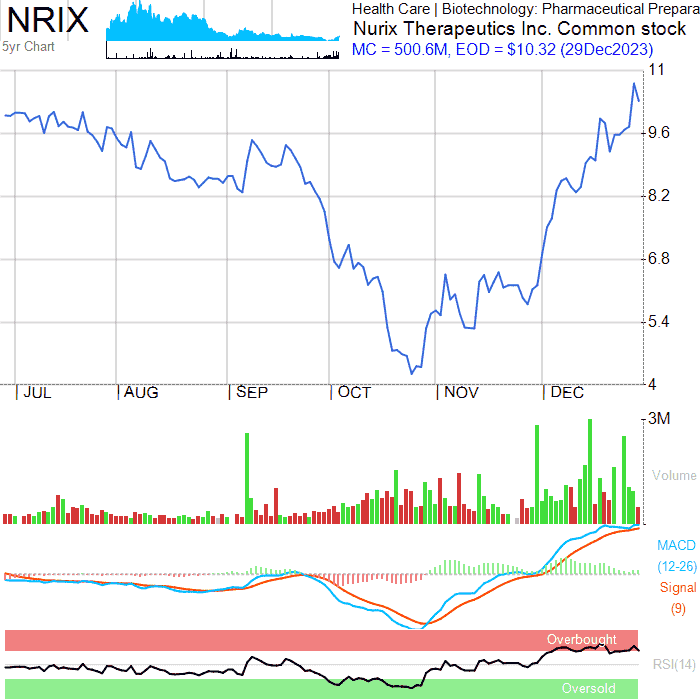 NRIX
5yr Chart
Health Care | Biotechnology: Pharmaceutical Prepara
Nurix Therapeutics Inc. Common stock
MC = 500.6M, EOD = $10.32 (29Dec2023)
11
9.6
8.2
6.8
5.4
4
JUL
AUG
SEP
OCT
NOV
DEC
3M
Volume
MACD
(12-26)
Signal
(9)
Overbought
RSI(14)
Oversold